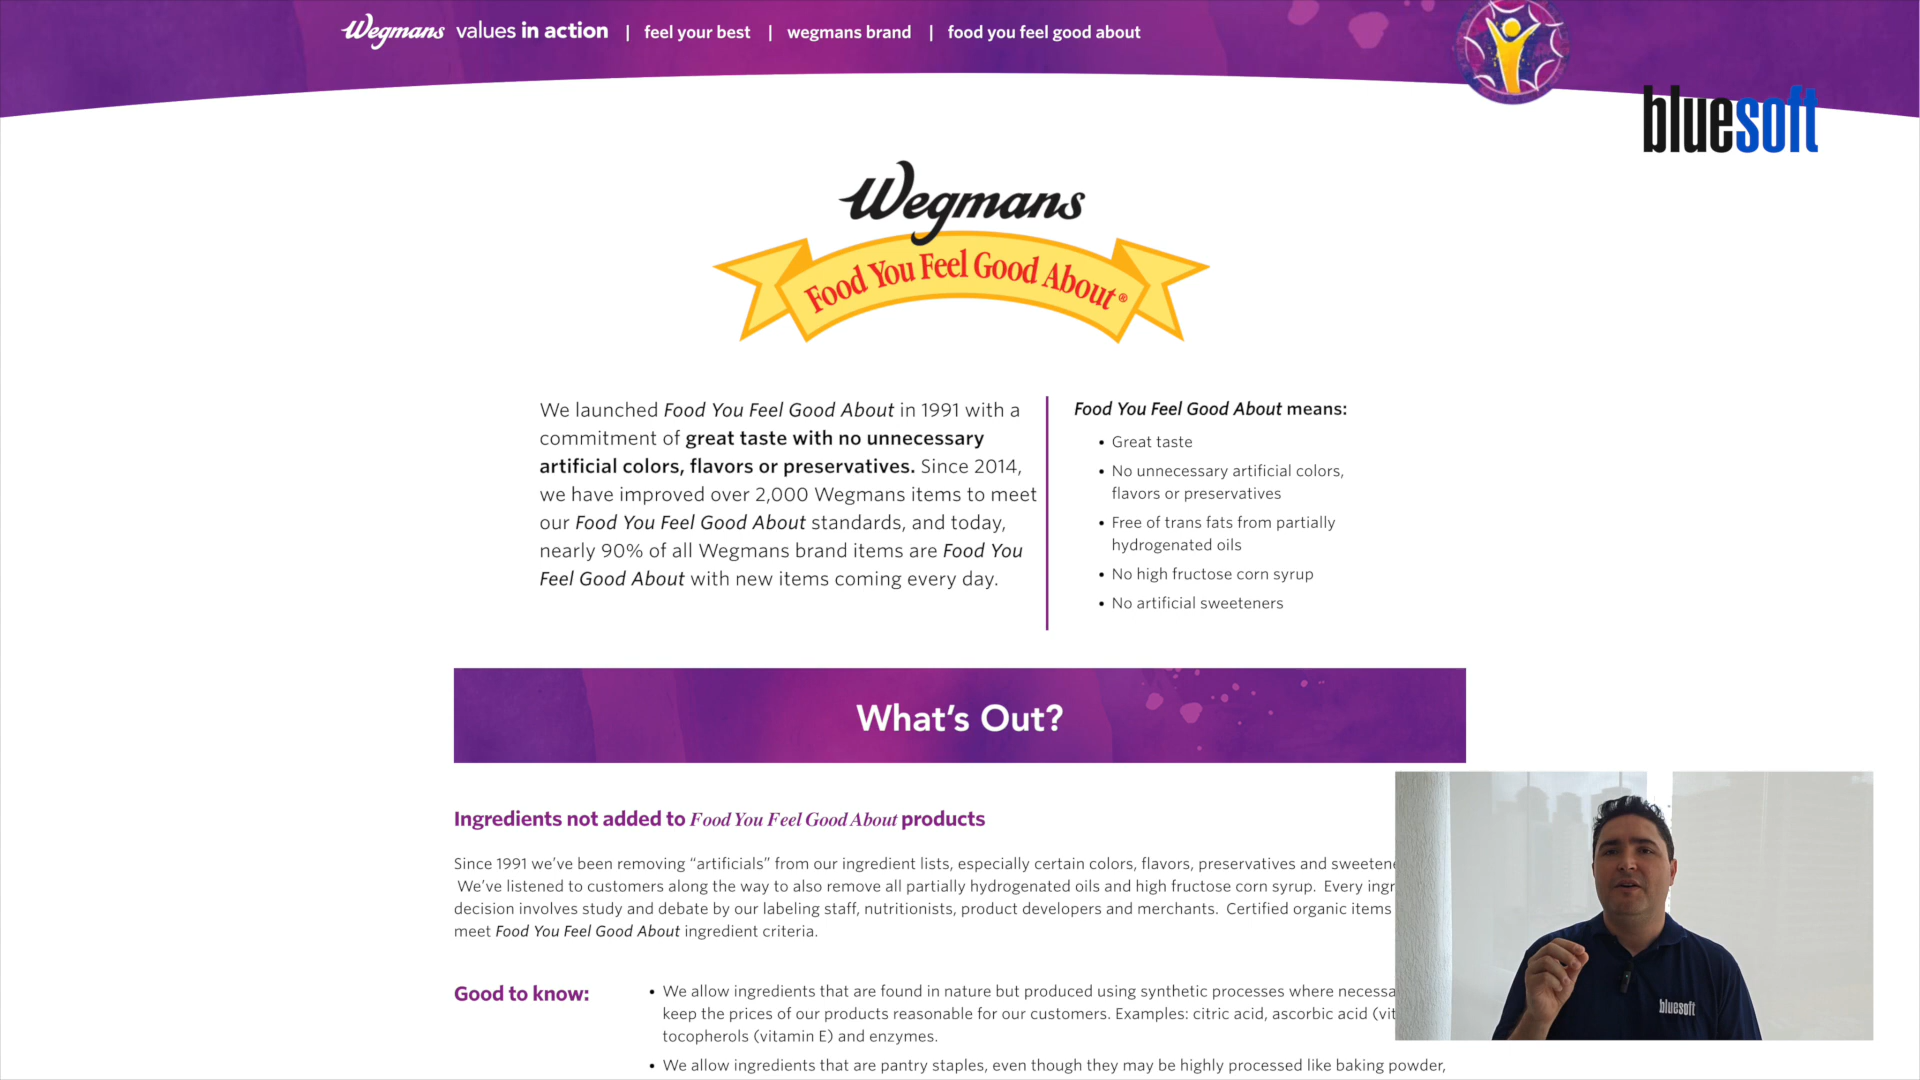 Wegmans values in action | feel your best | wegmans brand | food you feel good about
bluesoft
Wegmans
Food You Feel Good About®
We launched Food You Feel Good About in 1991 with a
commitment of great taste with no unnecessary
artificial colors, flavors or preservatives. Since 2014,
we have improved over 2,000 Wegmans items to meet
our Food You Feel Good About standards, and today,
nearly 90% of all Wegmans brand items are Food You
Feel Good About with new items coming every day.
Food You Feel Good About means:
• Great taste
• No unnecessary artificial colors,
flavors or preservatives
• Free of trans fats from partially
hydrogenated oils
• No high fructose corn syrup
• No artificial sweeteners
What's Out?
Ingredients not added to Food You Feel Good About products
Since 1991 we've been removing “artificials” from our ingredient lists, especially certain colors, flavors, preservatives and
We've listened to customers along the way to also remove all partially hydrogenated oils and high fructose corn syrup. Every
decision involves study and debate by our labeling staff, nutritionists, product developers and merchants. Certified organic items
meet Food You Feel Good About ingredient criteria.
Good to know:
• We allow ingredients that are found in nature but produced using synthetic processes where
keep the prices of our products reasonable for our customers. Examples: citric acid, ascorbic acid
tocopherols (vitamin E) and enzymes.
• We allow ingredients that are pantry staples, even though they may be highly processed like baking powder,
bluesoft